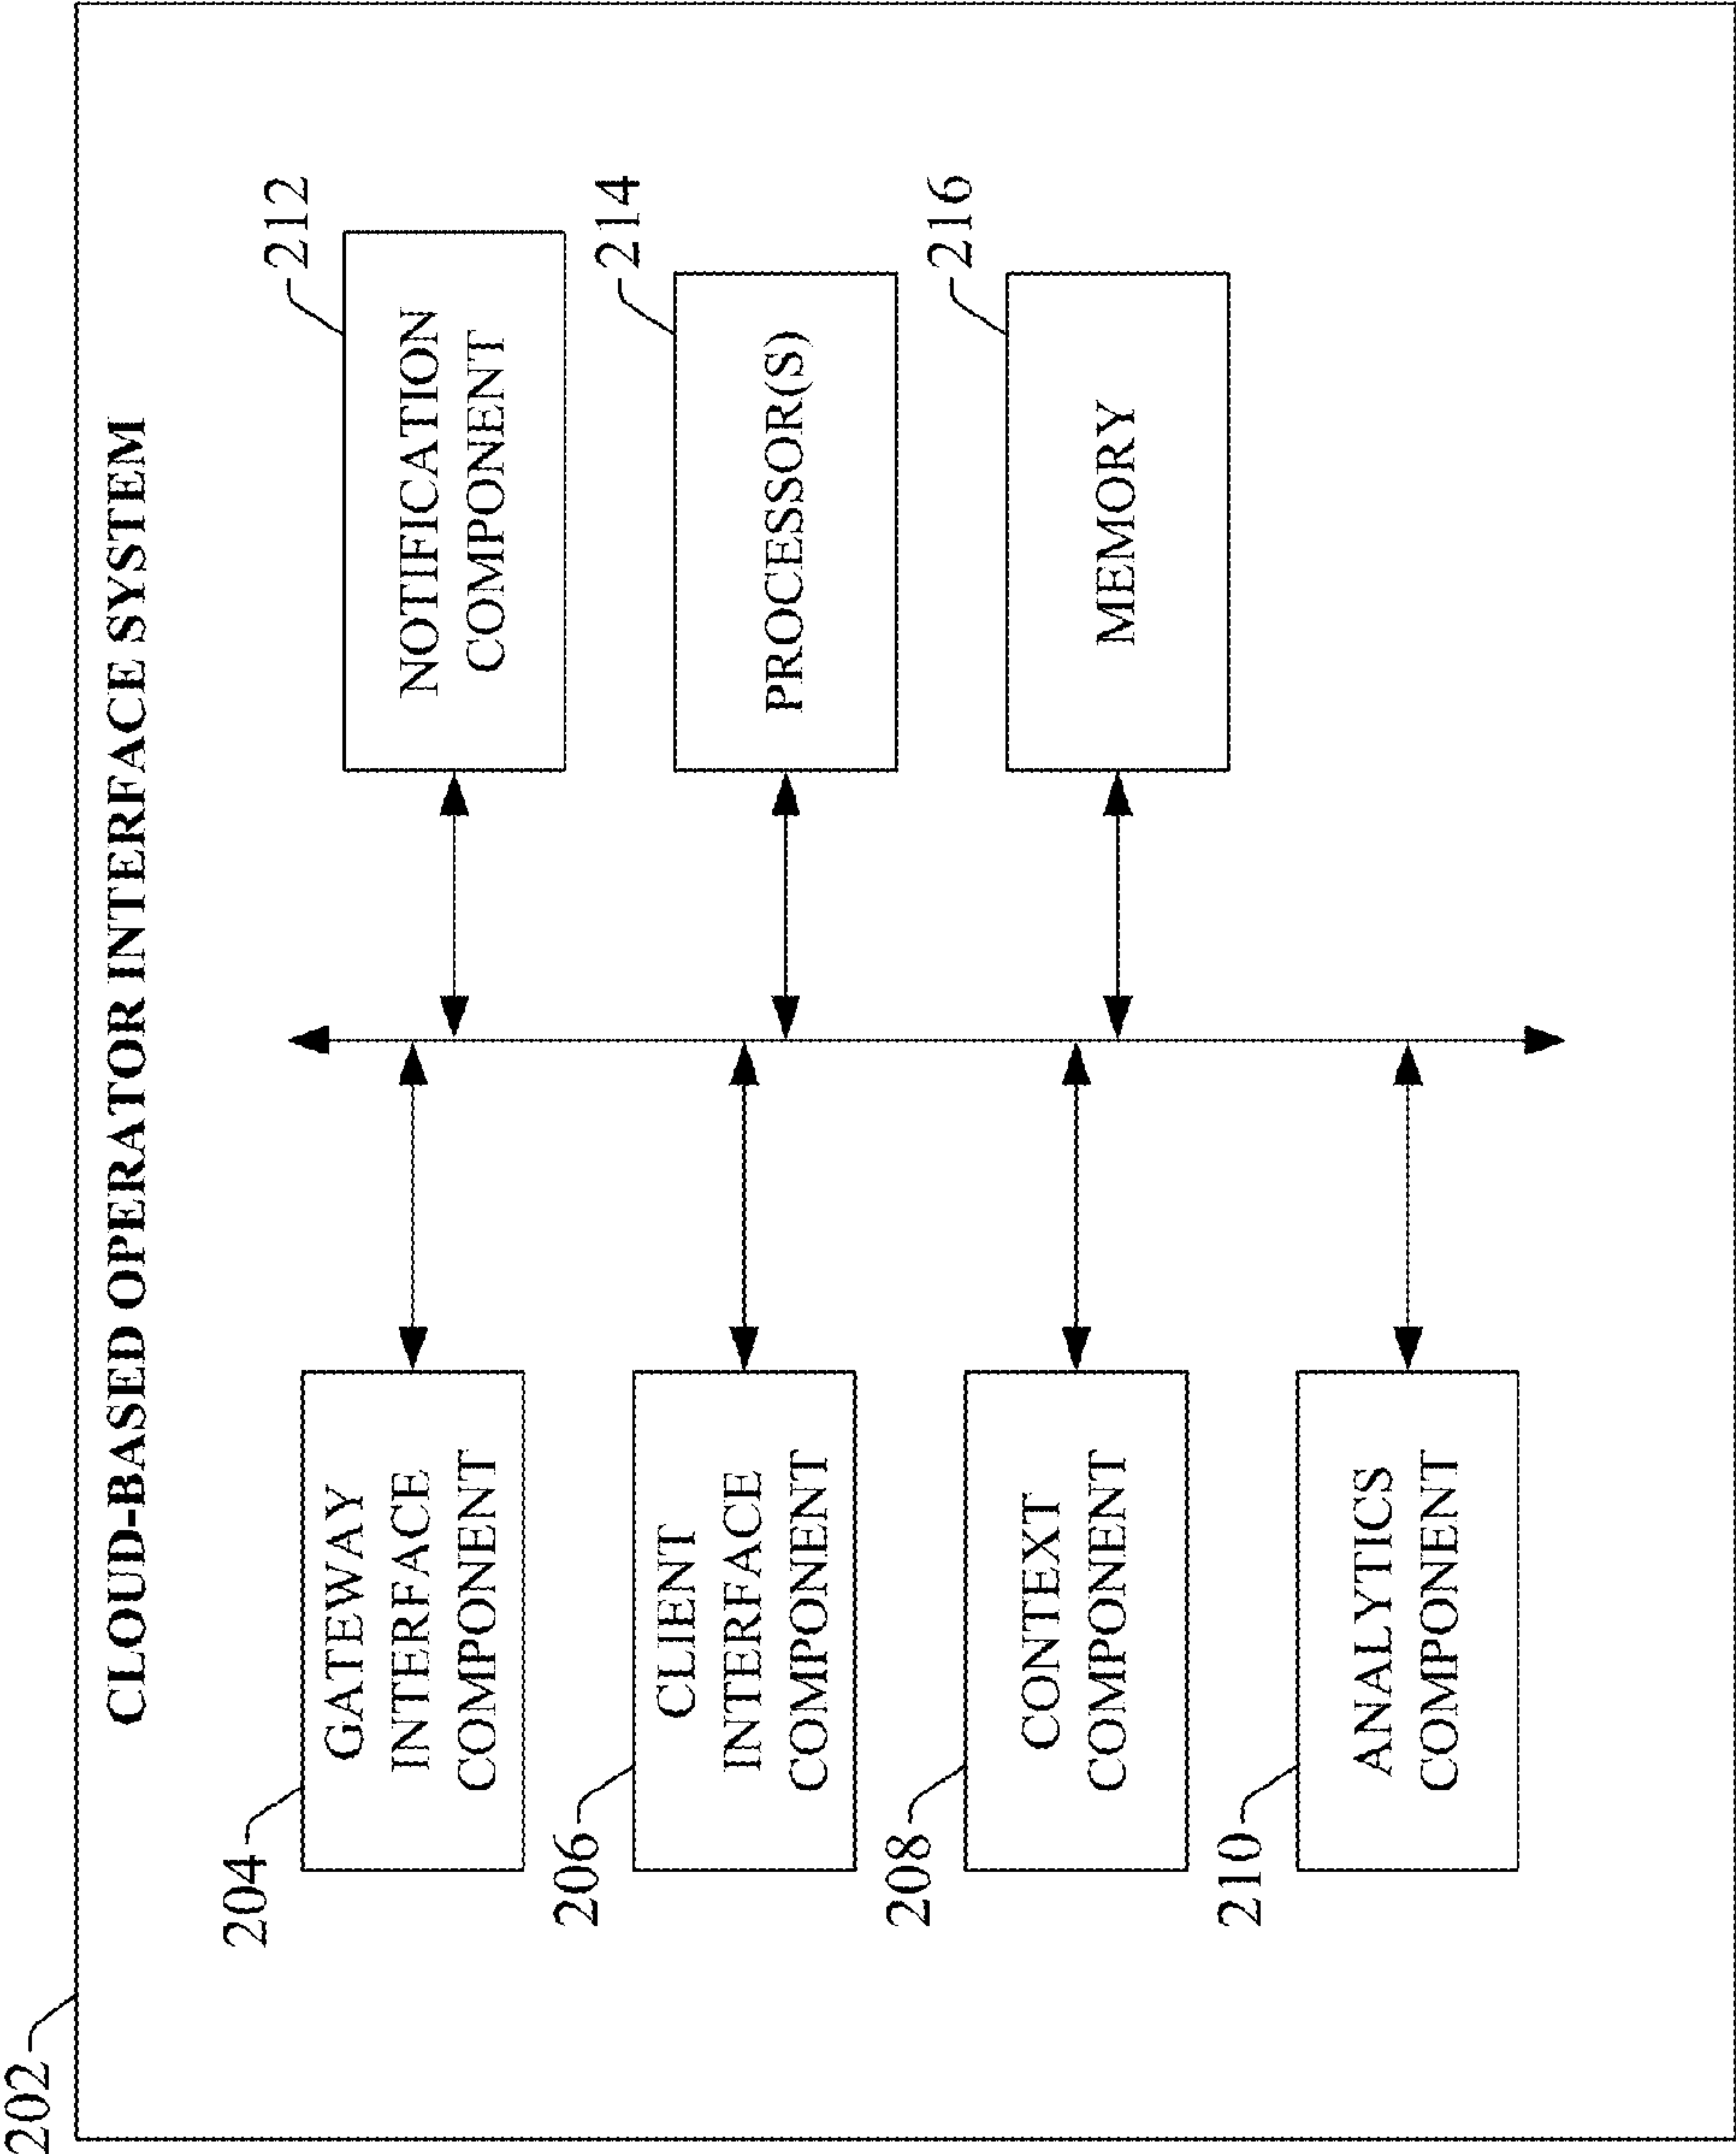 202
CLOUD-BASED OPERATOR INTERFACE SYSTEM
204
GATEWAY
INTERFACE
COMPONENT
206
CLIENT
INTERFACE
COMPONENT
208
CONTEXT
COMPONENT
210
ANALYTICS
COMPONENT
212
NOTIFICATION
COMPONENT
214
PROCESSOR(S)
216
MEMORY